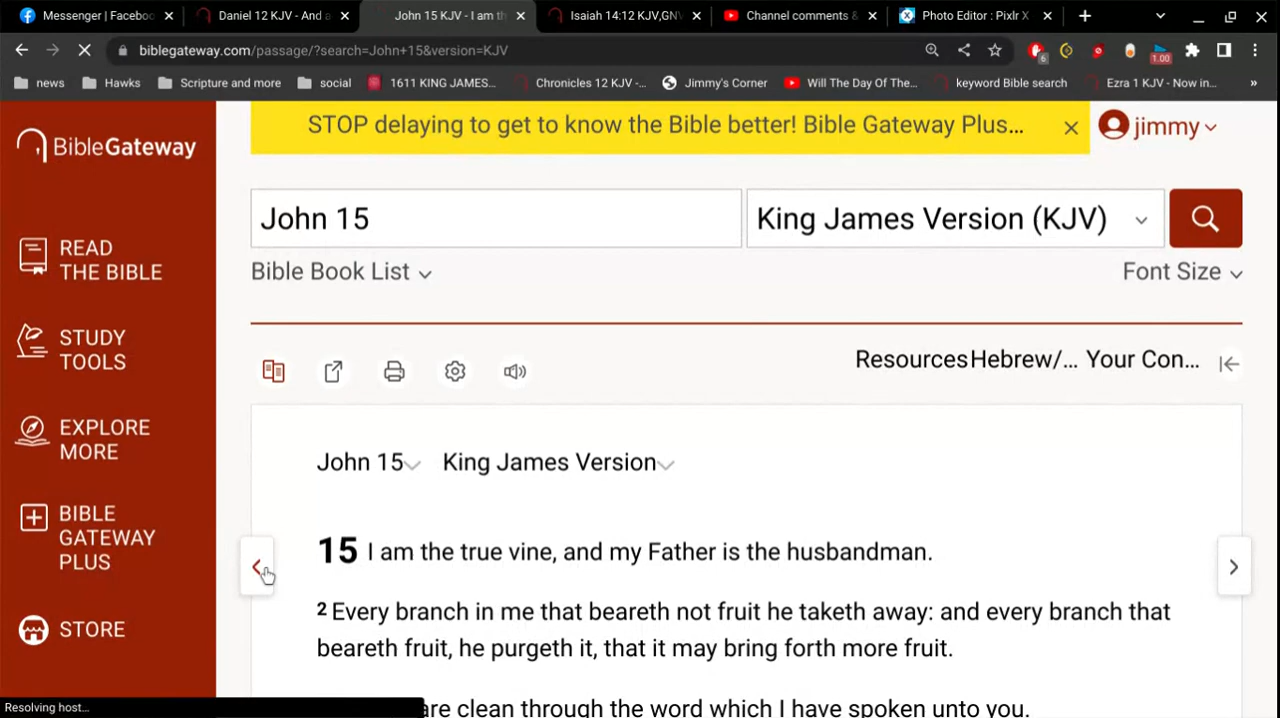 Messenger | Facebo
Daniel 12 KJV - And a
John 15 KJV - I am th
Isaiah 14:12 KJV,GNV
Channel comments &
Photo Editor : Pixlr X
biblegateway.com/passage/?search=John+15&version=KJV
6
1.00
news
Hawks
Scripture and more
social
1611 KING JAMES...
Chronicles 12 KJV -...
Jimmy's Corner
Will The Day Of The...
keyword Bible search
Ezra 1 KJV - Now in...
»
BibleGateway
STOP delaying to get to know the Bible better! Bible Gateway Plus...
jimmy
John 15
King James Version (KJV)
Bible Book List
Font Size
READ
THE BIBLE
STUDY
TOOLS
EXPLORE
MORE
BIBLE
GATEWAY
PLUS
STORE
Resources
Hebrew/...
Your Con...
John 15
King James Version
15 I am the true vine, and my Father is the husbandman.
2 Every branch in me that beareth not fruit he taketh away: and every branch that
beareth fruit, he purgeth it, that it may bring forth more fruit.
are clean through the word which I have spoken unto you.
Resolving host...